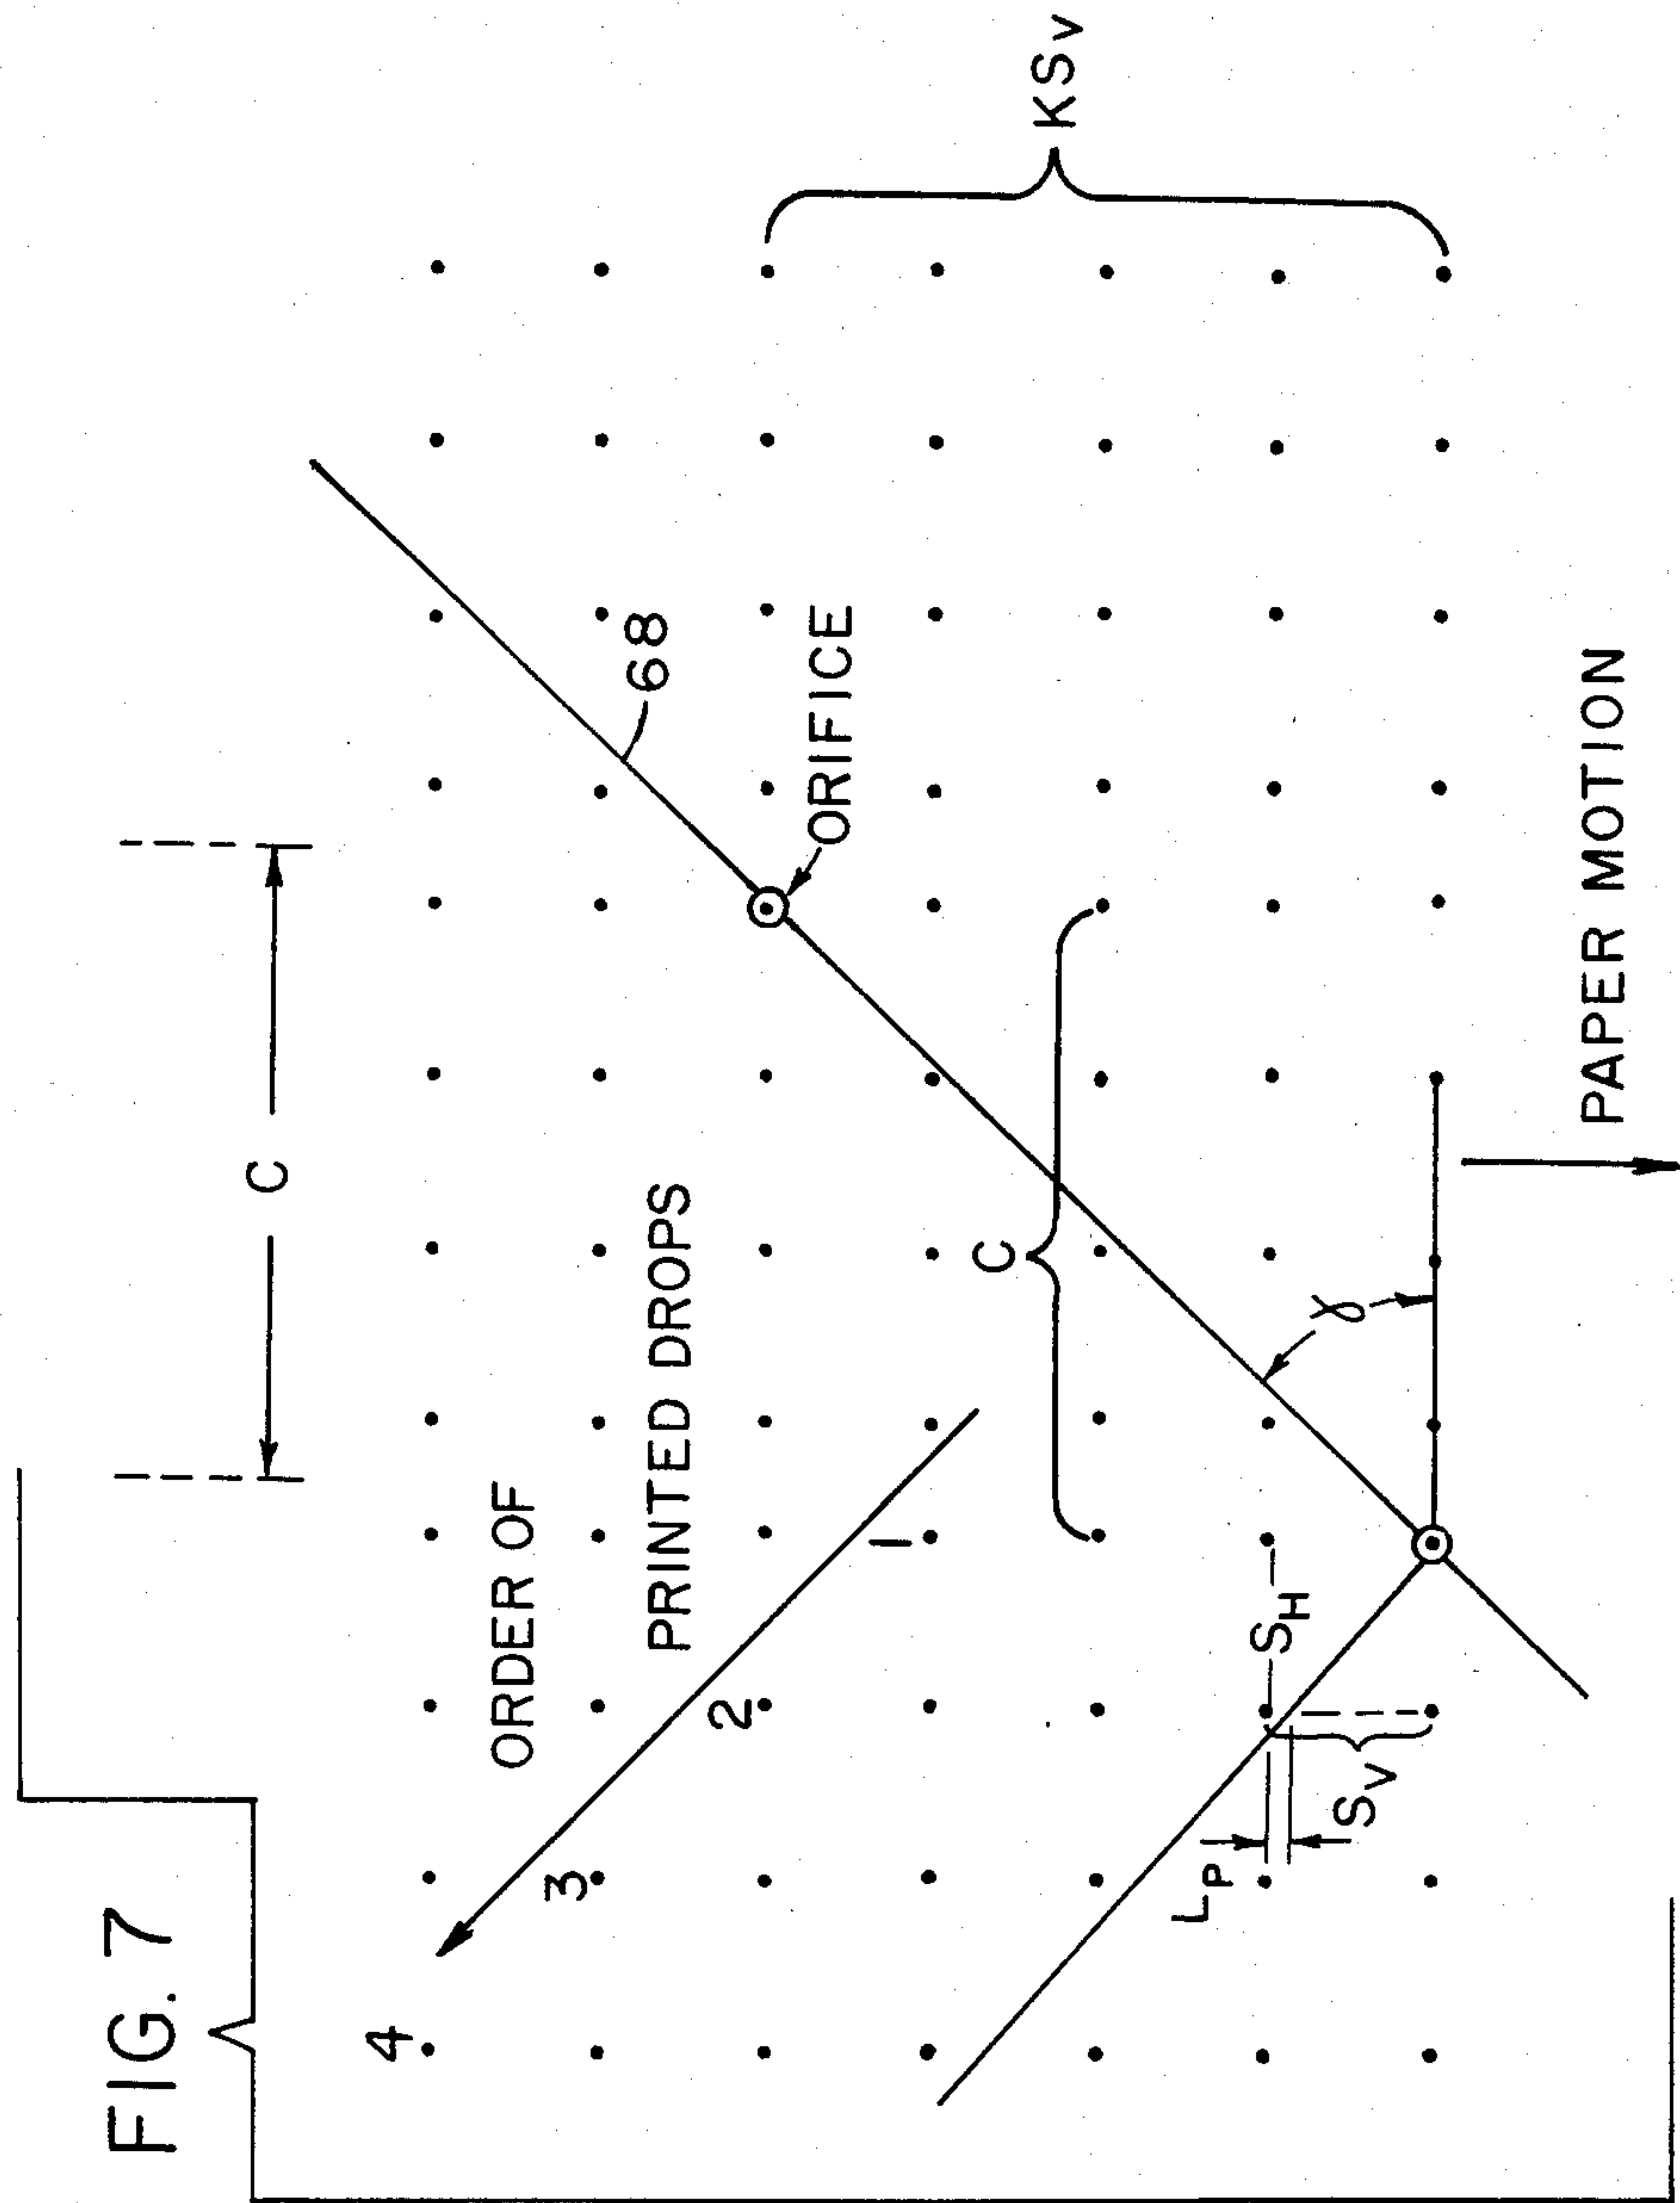 FIG. 7
C
4
3
2
1
ORDER OF
PRINTED DROPS
68
ORIFICE
C
KSV
LP
SV
SH
γ
PAPER MOTION